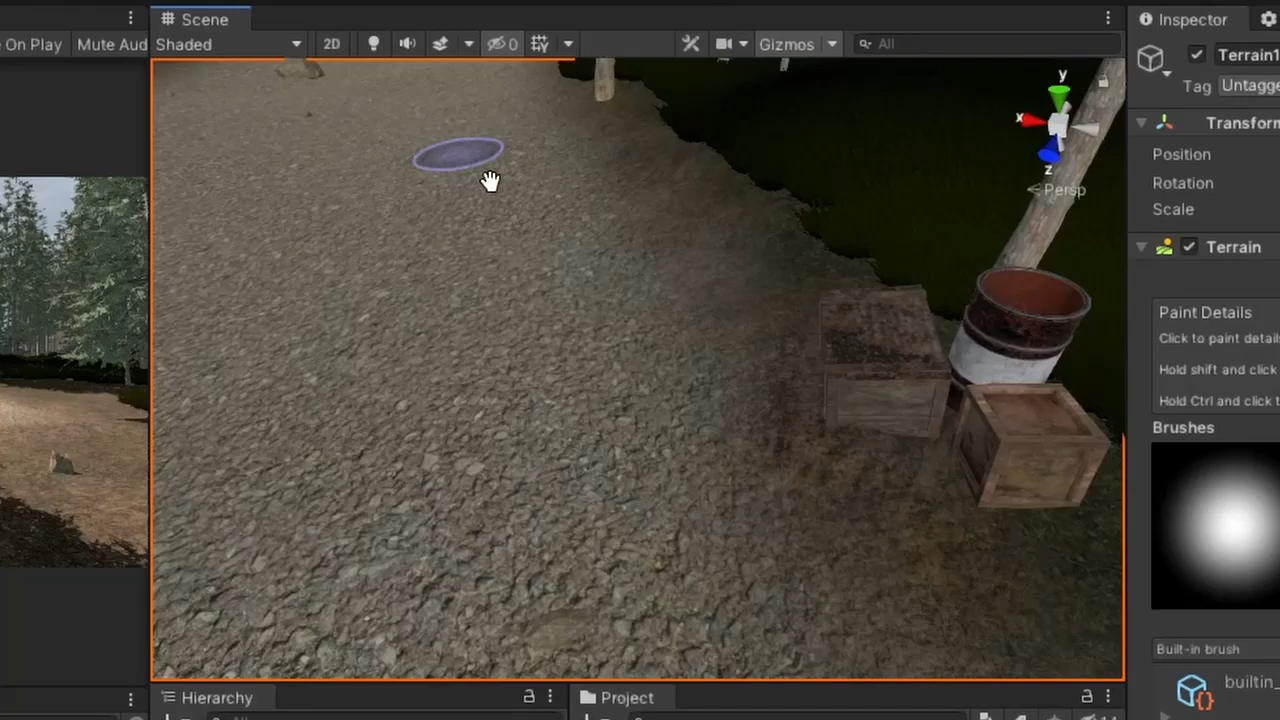 Scene
Inspector
On Play
Mute Aud
Shaded
2D
0
Gizmos
All
Terrain1
Tag
Untagge
y
x
z
Persp
Transform
Position
Rotation
Scale
Terrain
Paint Details
Click to paint detail
Hold shift and click
Hold Ctrl and click t
Brushes
Built-in brush
builtin_
Hierarchy
Project